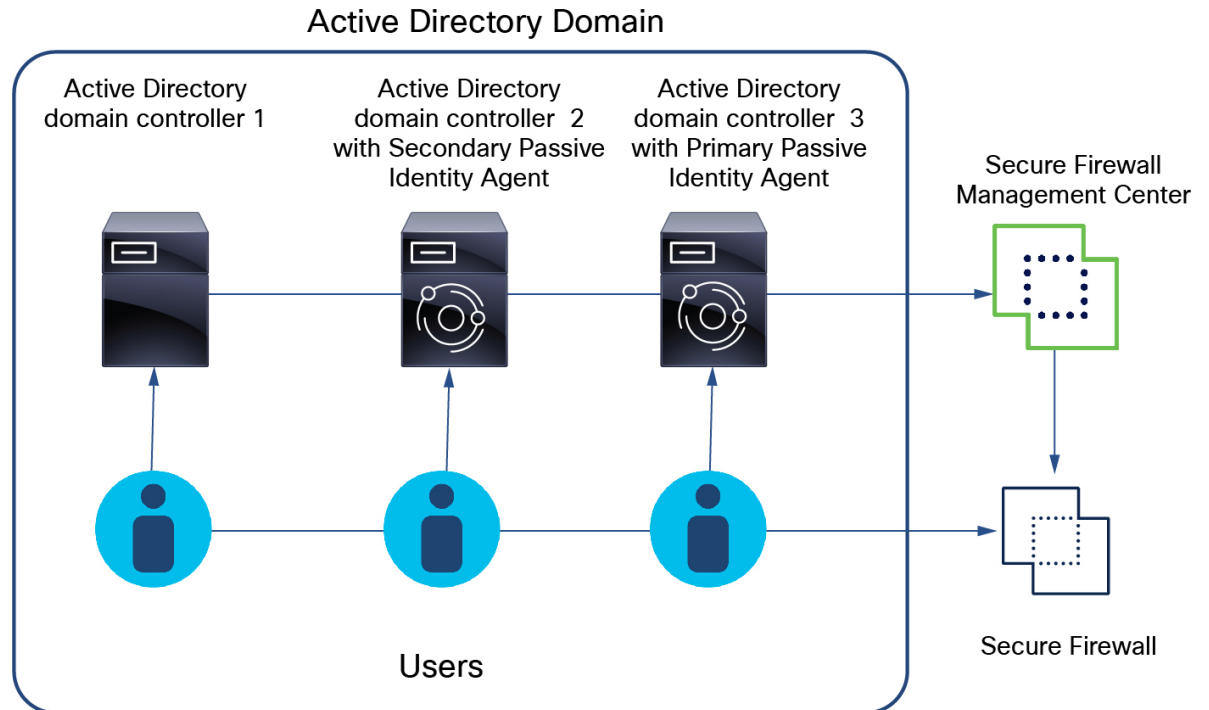 Active Directory Domain
Active Directory
domain controller 1
Active Directory
domain controller 2
with Secondary Passive
Identity Agent
Active Directory
domain controller 3
with Primary Passive
Identity Agent
Secure Firewall
Management Center
Secure Firewall
Users